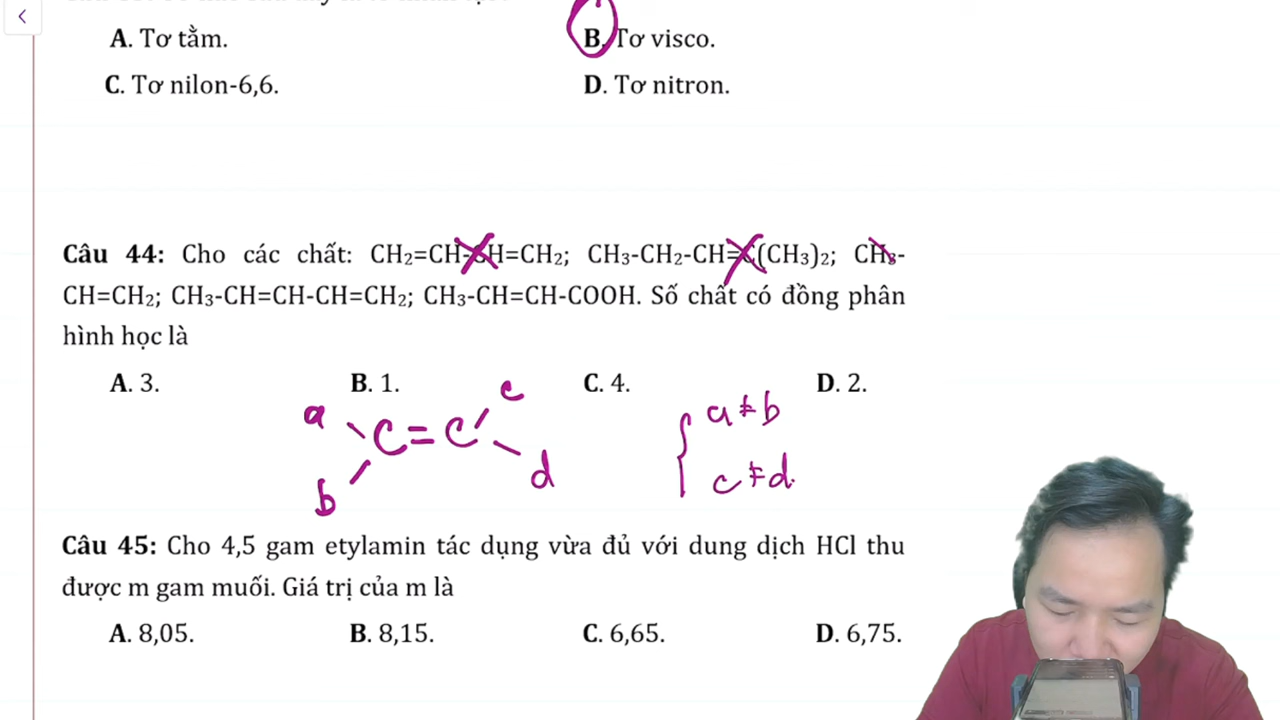 A. Tơ tằm. B. Tơ visco.
C. Tơ nilon-6,6. D. Tơ nitron.
Câu 44: Cho các chất: CH₂=CH-CH=CH₂; CH₃-CH₂-CH=C(CH₃)₂; CH₃-
CH=CH₂; CH₃-CH=CH-CH=CH₂; CH₃-CH=CH-COOH. Số chất có đồng phân
hình học là
A. 3. B. 1. C. 4. D. 2.
a c a ≠ b
C = C
b d c ≠ d.
Câu 45: Cho 4,5 gam etylamin tác dụng vừa đủ với dung dịch HCl thu
được m gam muối. Giá trị của m là
A. 8,05. B. 8,15. C. 6,65. D. 6,75.